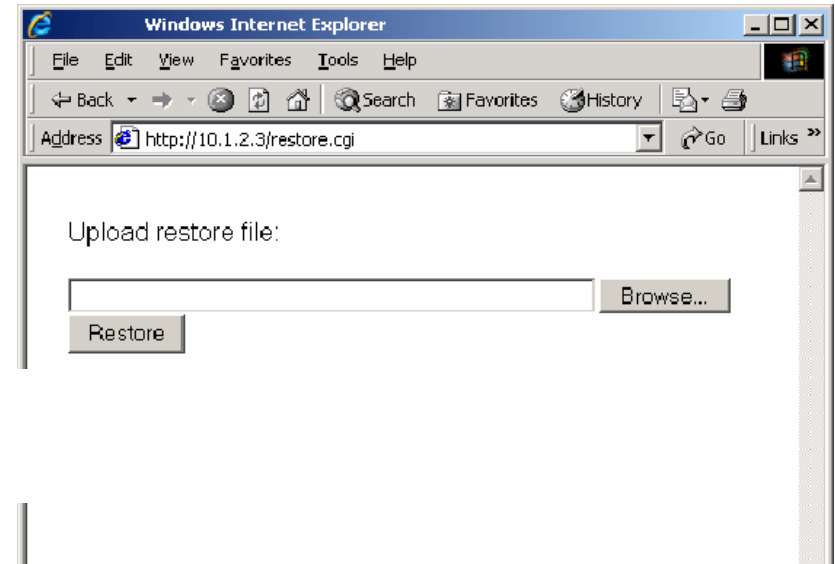 Windows Internet Explorer
File Edit View Favorites Tools Help
Back Search Favorites History
Address http://10.1.2.3/restore.cgi Go Links »
Upload restore file:
Browse...
Restore